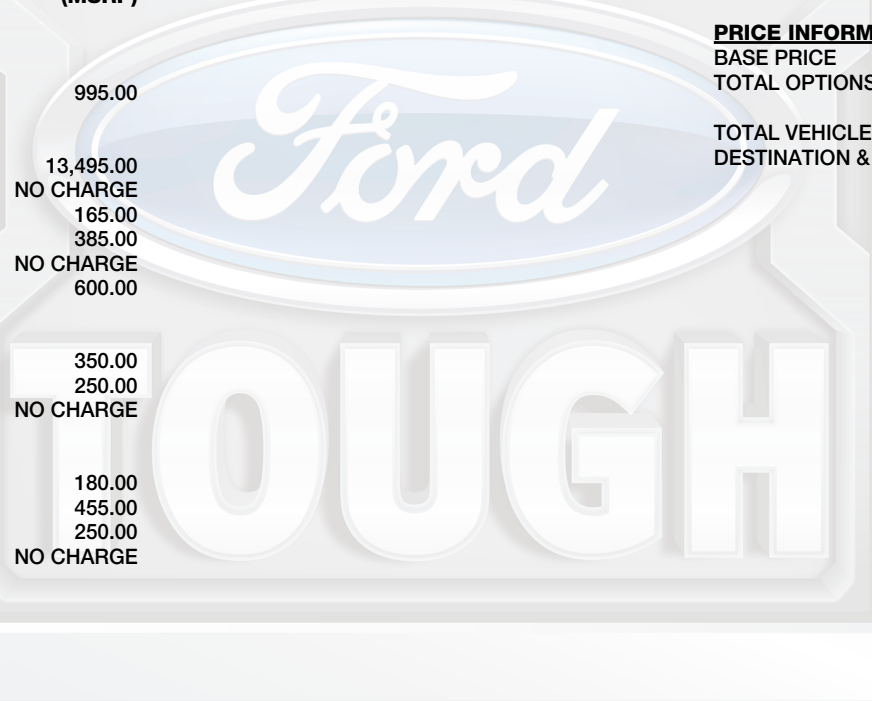 (MSRP)
995.00
13,495.00
NO CHARGE
165.00
385.00
NO CHARGE
600.00
350.00
250.00
NO CHARGE
180.00
455.00
250.00
NO CHARGE
PRICE INFORM
BASE PRICE
TOTAL OPTIONS
TOTAL VEHICLE
DESTINATION &
Ford
TOUGH